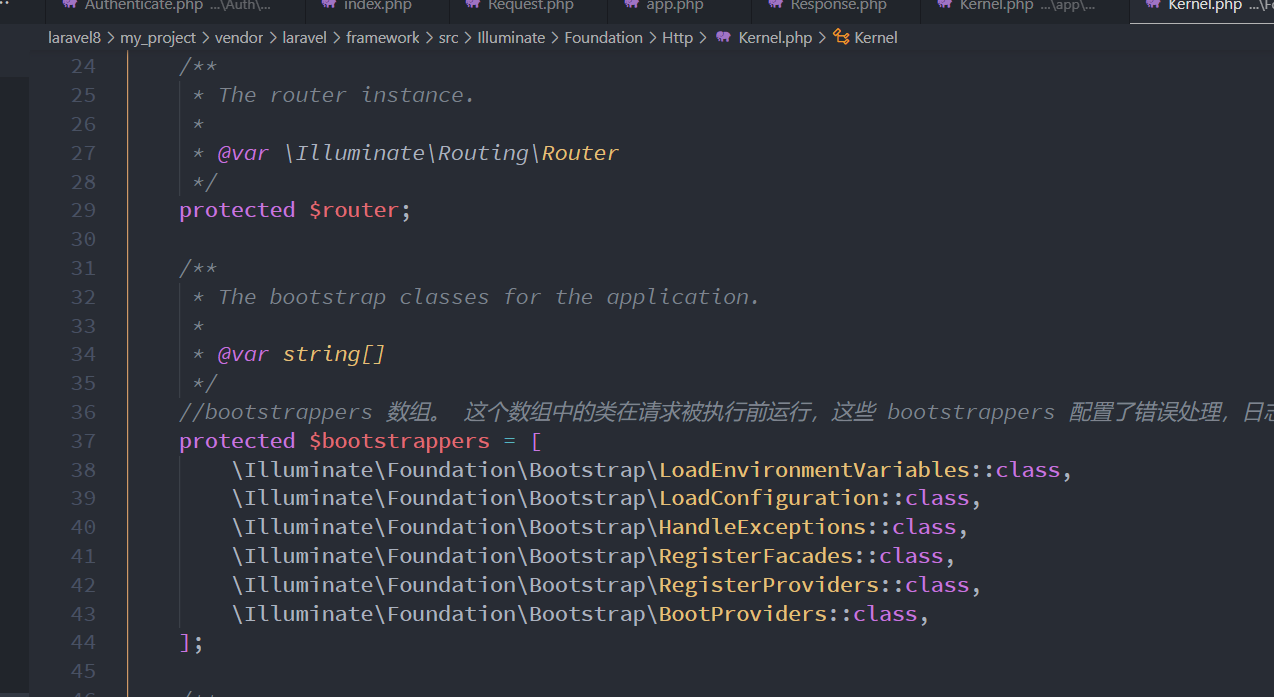 Authenticate.php ...\Auth\... index.php Request.php app.php Response.php Kernel.php ...\app\... Kernel.php
laravel8 > my_project > vendor > laravel > framework > src > Illuminate > Foundation > Http > Kernel.php > Kernel
24 /**
25 * The router instance.
26 *
27 * @var \Illuminate\Routing\Router
28 */
29 protected $router;
30
31 /**
32 * The bootstrap classes for the application.
33 *
34 * @var string[]
35 */
36 //bootstrappers 数组。 这个数组中的类在请求被执行前运行，这些 bootstrappers 配置了错误处理，日志
37 protected $bootstrappers = [
38 \Illuminate\Foundation\Bootstrap\LoadEnvironmentVariables::class,
39 \Illuminate\Foundation\Bootstrap\LoadConfiguration::class,
40 \Illuminate\Foundation\Bootstrap\HandleExceptions::class,
41 \Illuminate\Foundation\Bootstrap\RegisterFacades::class,
42 \Illuminate\Foundation\Bootstrap\RegisterProviders::class,
43 \Illuminate\Foundation\Bootstrap\BootProviders::class,
44 ];
45